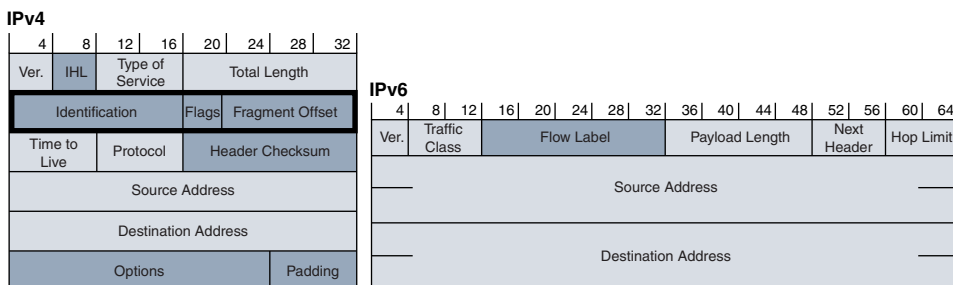 IPv4
4 8 12 16 20 24 28 32
Ver. IHL Type of Service Total Length
Identification Flags Fragment Offset
Time to Live Protocol Header Checksum
Source Address
Destination Address
Options Padding
IPv6
4 8 12 16 20 24 28 32 36 40 44 48 52 56 60 64
Ver. Traffic Class Flow Label Payload Length Next Header Hop Limit
Source Address
Destination Address